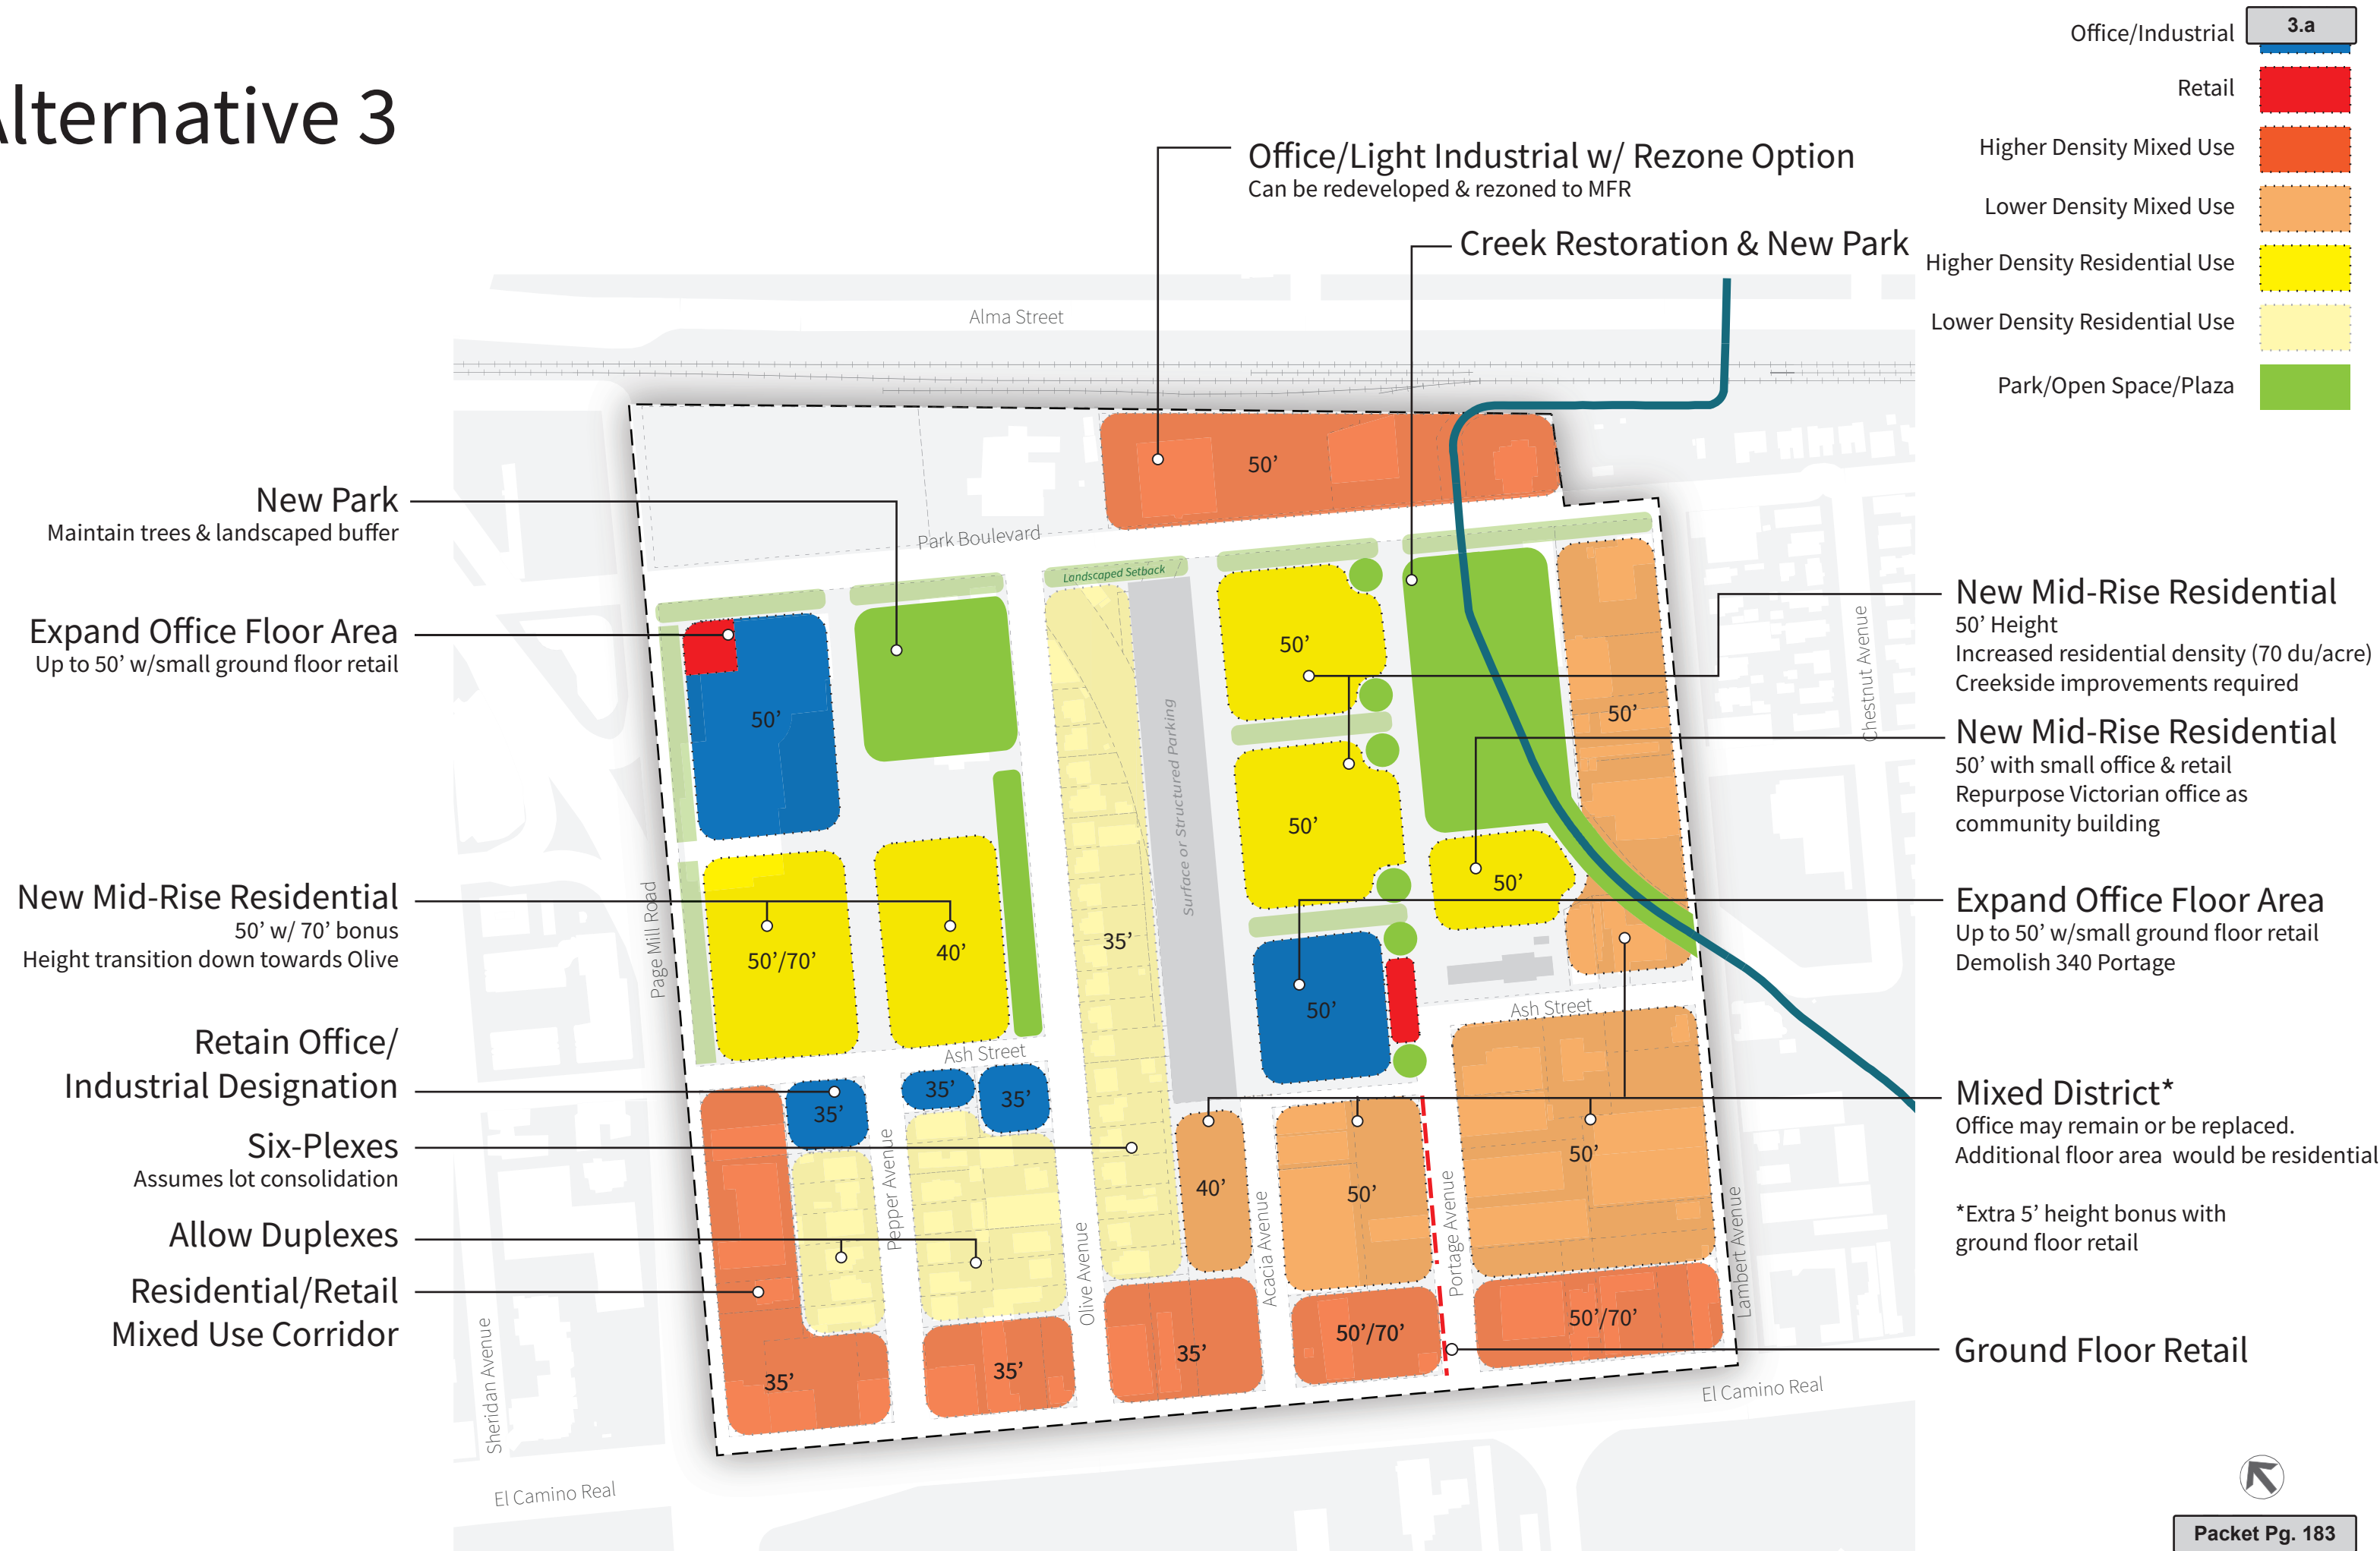 Alternative 3
3.a
Office/Industrial
Retail
Higher Density Mixed Use
Lower Density Mixed Use
Higher Density Residential Use
Lower Density Residential Use
Park/Open Space/Plaza
Office/Light Industrial w/ Rezone Option
Can be redeveloped & rezoned to MFR
Creek Restoration & New Park
New Park
Maintain trees & landscaped buffer
Expand Office Floor Area
Up to 50’ w/small ground floor retail
New Mid-Rise Residential
50’ w/ 70’ bonus
Height transition down towards Olive
Retain Office/
Industrial Designation
Six-Plexes
Assumes lot consolidation
Allow Duplexes
Residential/Retail
Mixed Use Corridor
Alma Street
50’
Park Boulevard
Landscaped Setback
50’
50’
50’
50’
50’
50’/70’
40’
35’
Surface or Structured Parking
50’
Page Mill Road
Ash Street
Ash Street
35’
35’
35’
Pepper Avenue
Olive Avenue
40’
Acacia Avenue
50’
Portage Avenue
50’
Lambert Avenue
Chestnut Avenue
35’
35’
35’
50’/70’
50’/70’
Sheridan Avenue
El Camino Real
El Camino Real
New Mid-Rise Residential
50’ Height
Increased residential density (70 du/acre)
Creekside improvements required
New Mid-Rise Residential
50’ with small office & retail
Repurpose Victorian office as
community building
Expand Office Floor Area
Up to 50’ w/small ground floor retail
Demolish 340 Portage
Mixed District*
Office may remain or be replaced.
Additional floor area would be residential
*Extra 5’ height bonus with
ground floor retail
Ground Floor Retail
Packet Pg. 183